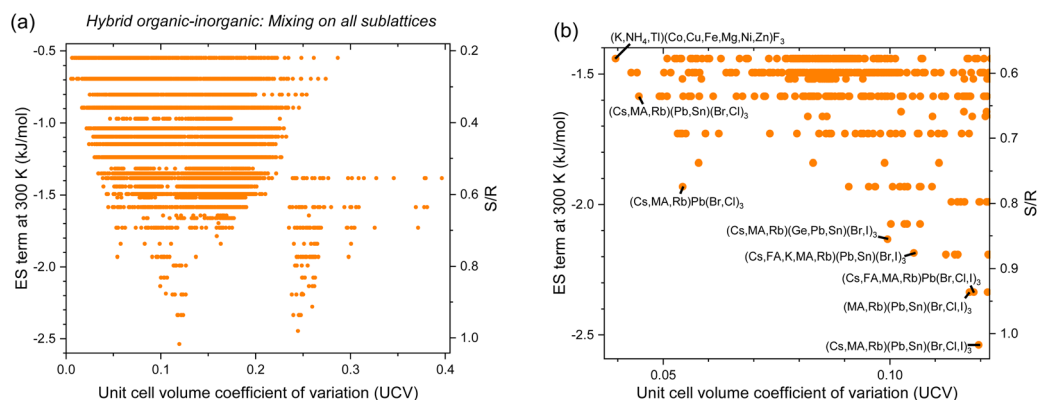 (a)
Hybrid organic-inorganic: Mixing on all sublattices
-0.5
-1.0
-1.5
-2.0
-2.5
ES term at 300 K (kJ/mol)
0.2
0.4
0.6
0.8
1.0
S/R
0.0
0.1
0.2
0.3
0.4
Unit cell volume coefficient of variation (UCV)
(b)
(K,NH4,Tl)(Co,Cu,Fe,Mg,Ni,Zn)F3
(Cs,MA,Rb)(Pb,Sn)(Br,Cl)3
(Cs,MA,Rb)Pb(Br,Cl)3
(Cs,MA,Rb)(Ge,Pb,Sn)(Br,I)3
(Cs,FA,K,MA,Rb)(Pb,Sn)(Br,I)3
(Cs,FA,MA,Rb)Pb(Br,Cl,I)3
(MA,Rb)(Pb,Sn)(Br,Cl,I)3
(Cs,MA,Rb)(Pb,Sn)(Br,Cl,I)3
-1.5
-2.0
-2.5
ES term at 300 K (kJ/mol)
0.6
0.7
0.8
0.9
1.0
S/R
0.05
0.10
Unit cell volume coefficient of variation (UCV)